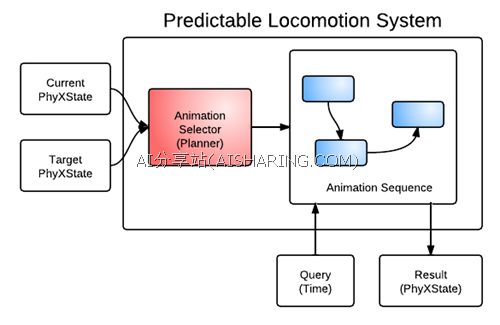 Predictable Locomotion System
Current
PhyXState
Target
PhyXState
Animation
Selector
(Planner)
AI分享站(AISHARING.COM)
Animation Sequence
Query
(Time)
Result
(PhyXState)